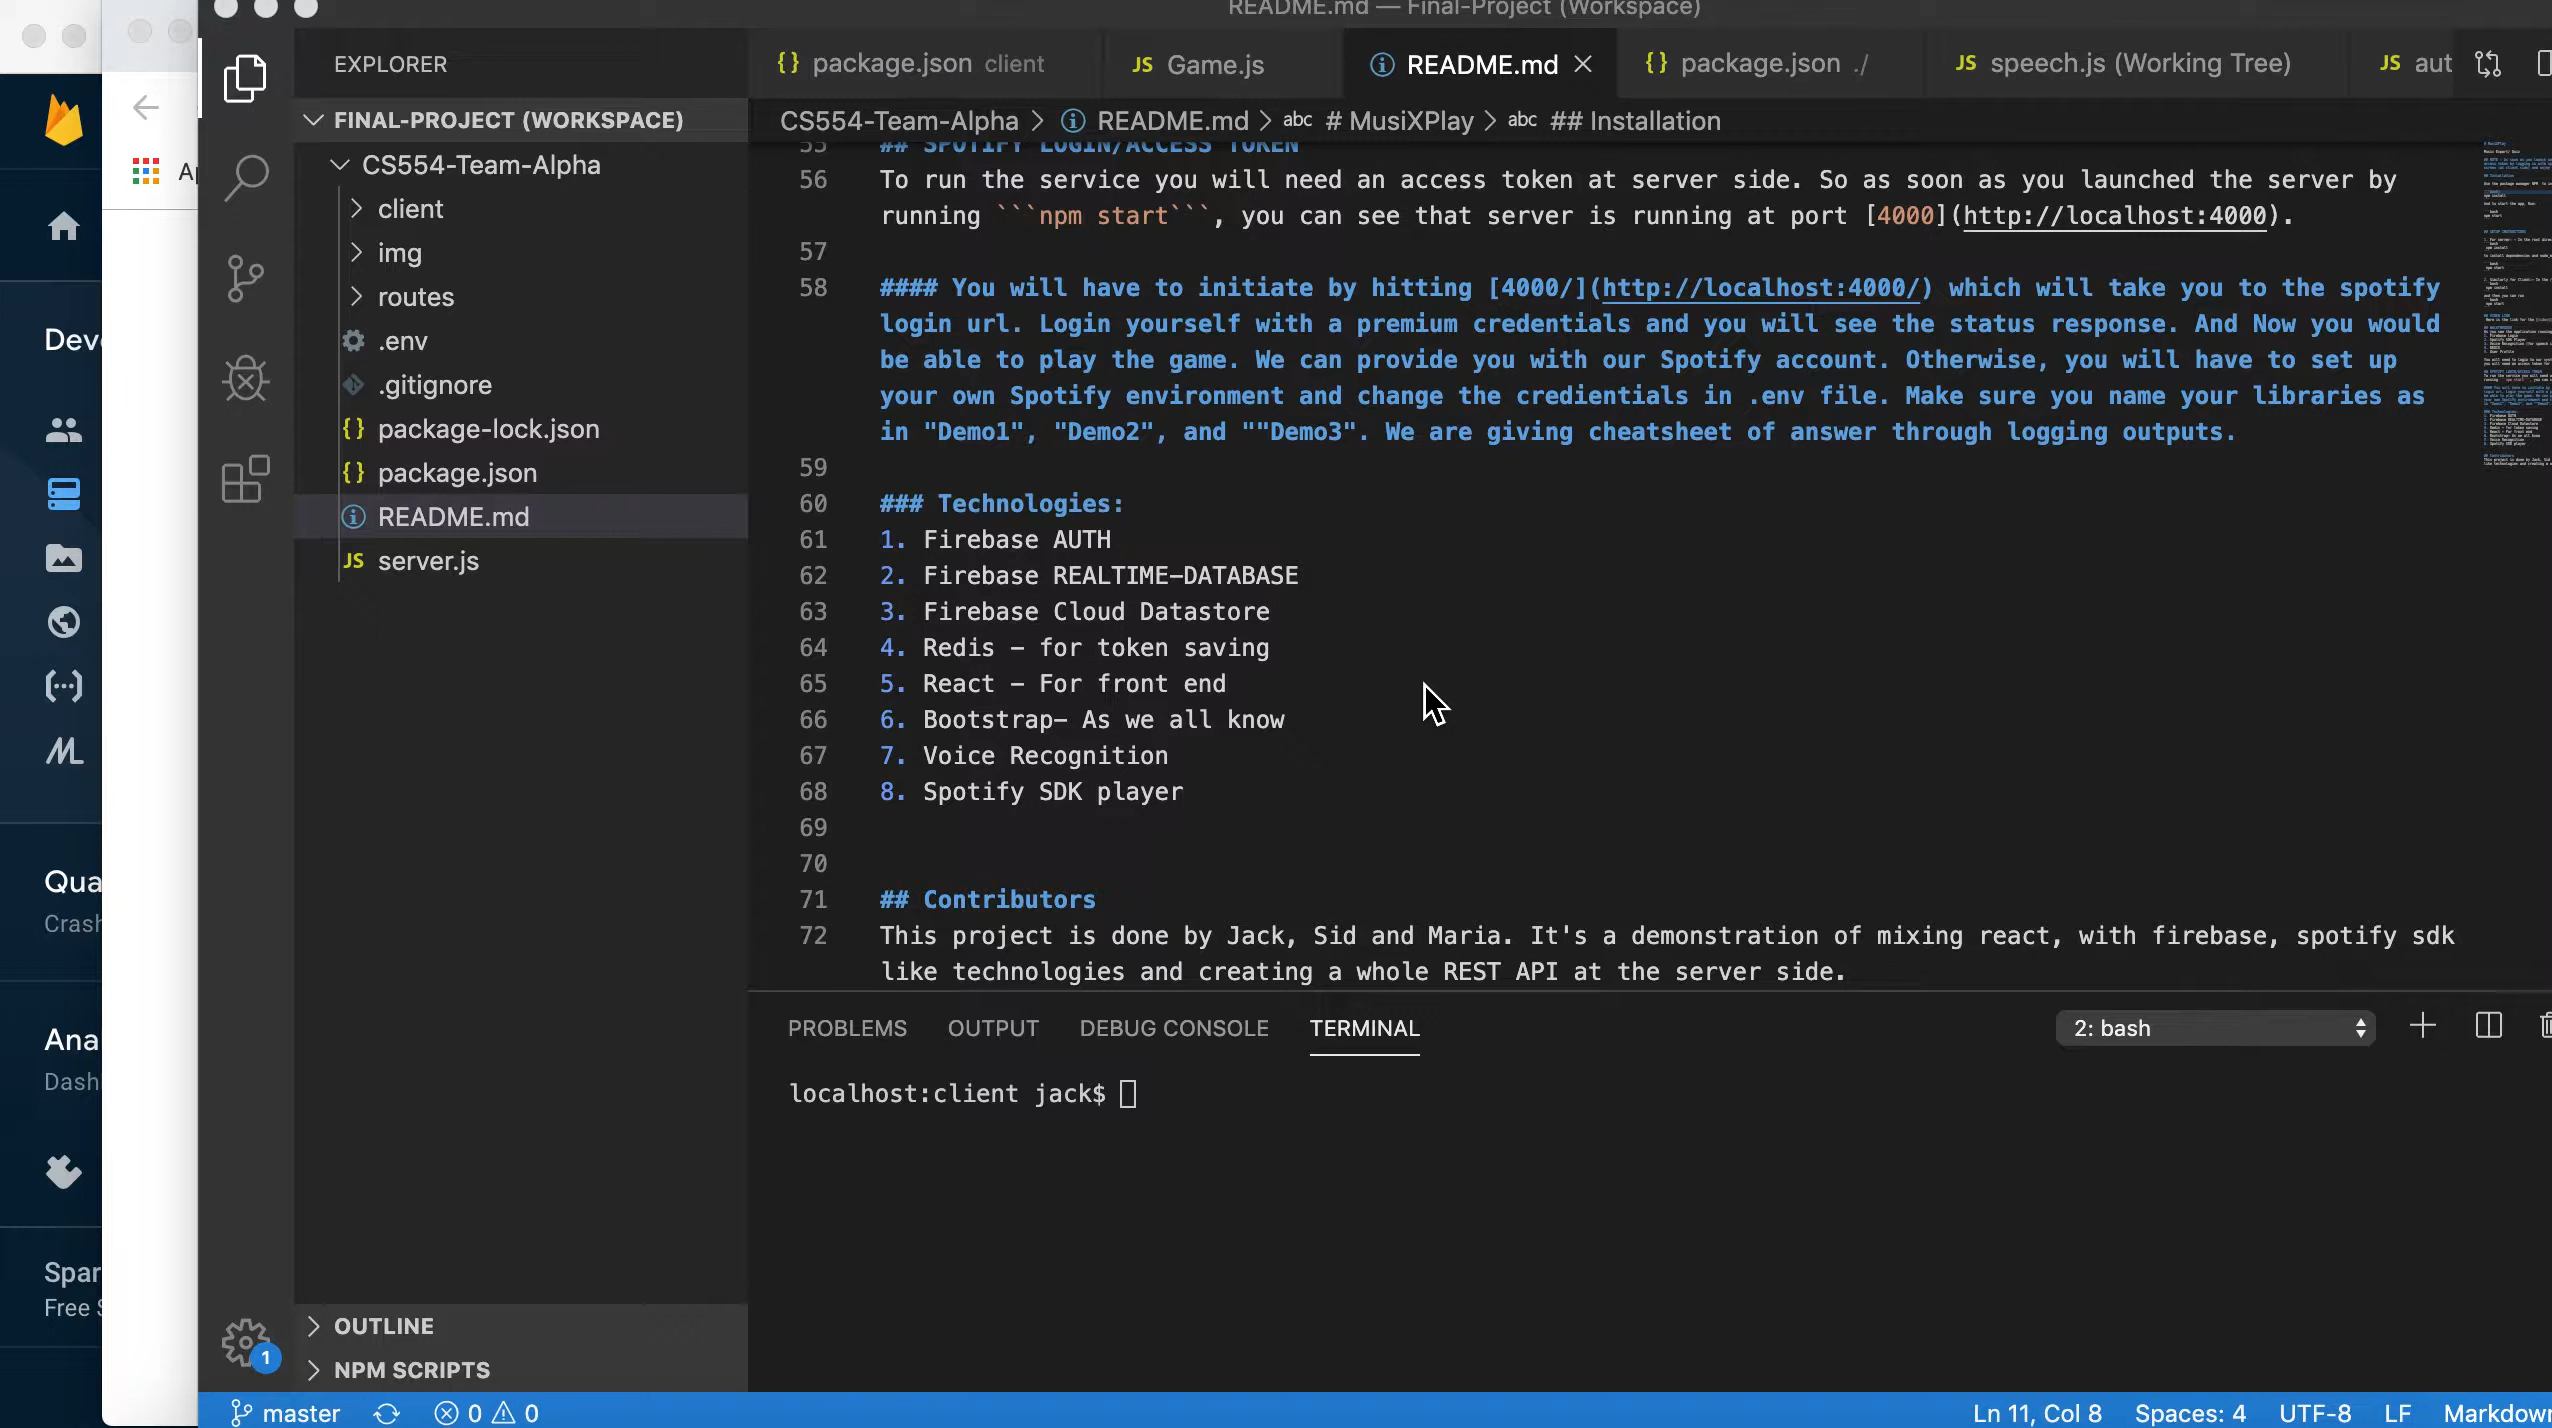 README.md — Final-Project (Workspace)
EXPLORER
{} package.json client
JS Game.js
README.md
{} package.json ./
JS speech.js (Working Tree)
JS aut
FINAL-PROJECT (WORKSPACE)
CS554-Team-Alpha > README.md > abc # MusiXPlay > abc ## Installation
CS554-Team-Alpha
client
img
routes
.env
.gitignore
{} package-lock.json
{} package.json
README.md
JS server.js
OUTLINE
NPM SCRIPTS
Dev
Qua
Crash
Ana
Dash
Spar
Free S
Ap
1
55 ## SPOTIFY LOGIN/ACCESS TOKEN
56 To run the service you will need an access token at server side. So as soon as you launched the server by
running ```npm start```, you can see that server is running at port [4000](http://localhost:4000).
57
58 #### You will have to initiate by hitting [4000/](http://localhost:4000/) which will take you to the spotify
login url. Login yourself with a premium credentials and you will see the status response. And Now you would
be able to play the game. We can provide you with our Spotify account. Otherwise, you will have to set up
your own Spotify environment and change the credientials in .env file. Make sure you name your libraries as
in "Demo1", "Demo2", and ""Demo3". We are giving cheatsheet of answer through logging outputs.
59
60 ### Technologies:
61 1. Firebase AUTH
62 2. Firebase REALTIME-DATABASE
63 3. Firebase Cloud Datastore
64 4. Redis - for token saving
65 5. React - For front end
66 6. Bootstrap- As we all know
67 7. Voice Recognition
68 8. Spotify SDK player
69
70
71 ## Contributors
72 This project is done by Jack, Sid and Maria. It's a demonstration of mixing react, with firebase, spotify sdk
like technologies and creating a whole REST API at the server side.
PROBLEMS OUTPUT DEBUG CONSOLE TERMINAL
2: bash
localhost:client jack$
master 0 0
Ln 11, Col 8 Spaces: 4 UTF-8 LF Markdown